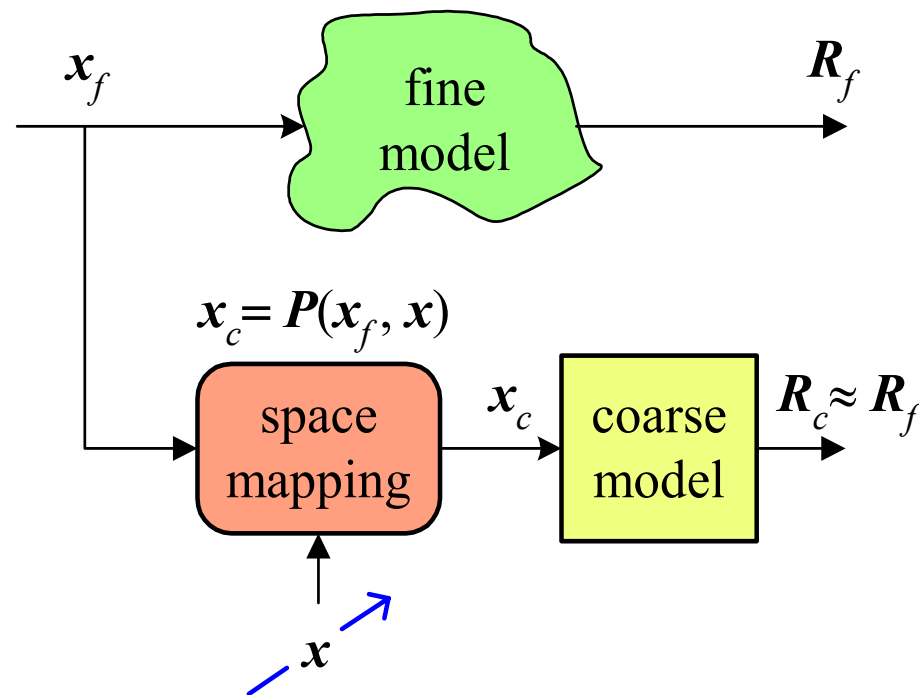 x_f
fine
model
R_f
x_c = P(x_f, x)
space
mapping
x_c
coarse
model
R_c ≈ R_f
x